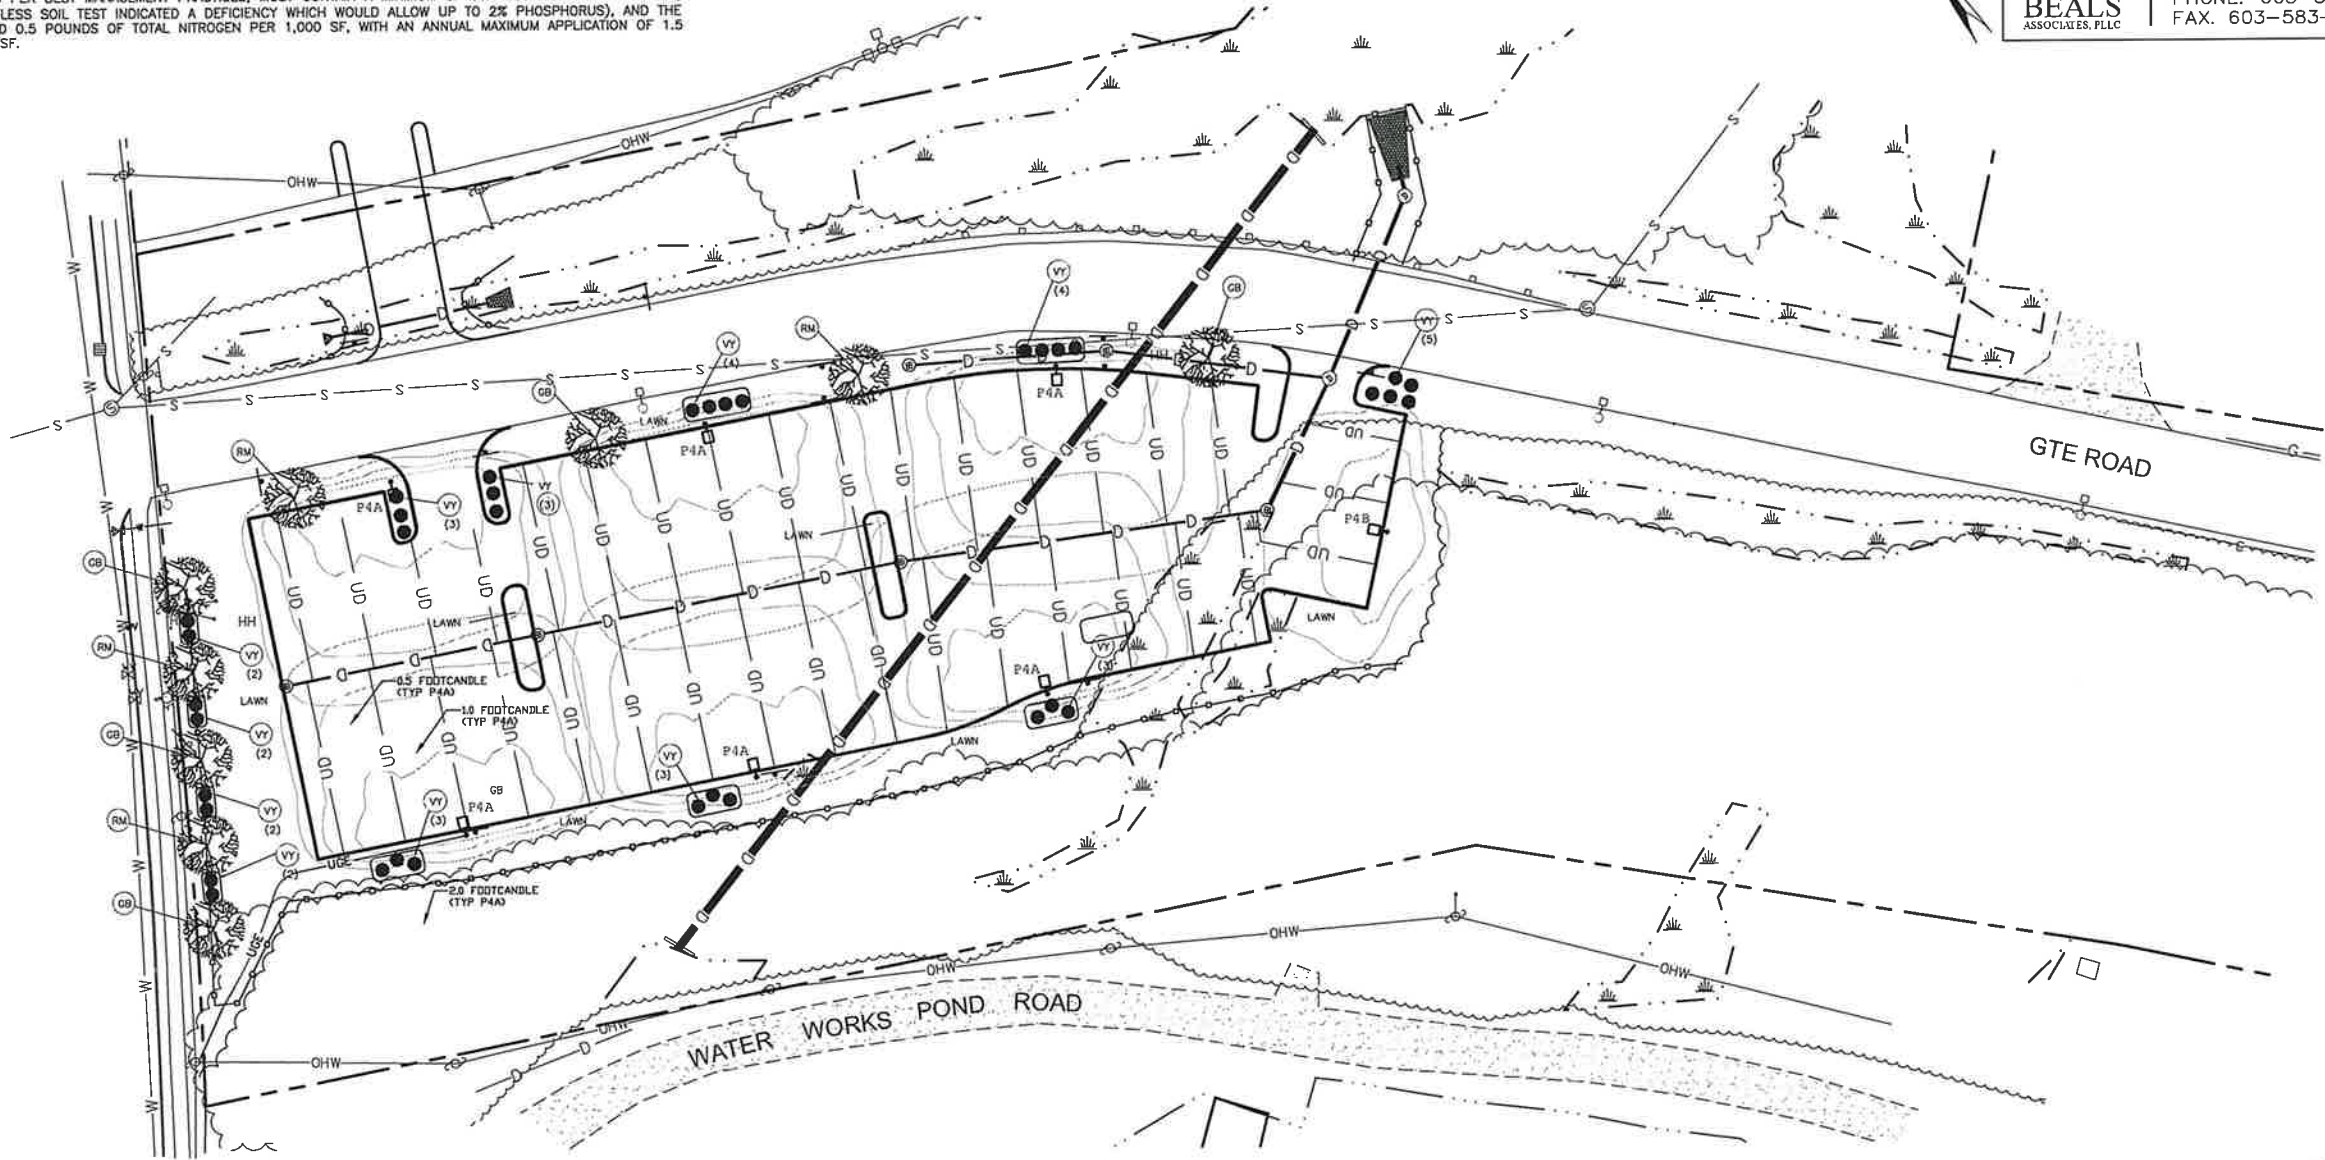 LESS SOIL TEST INDICATED A DEFICIENCY WHICH WOULD ALLOW UP TO 2% PHOSPHORUS), AND THE
D 0.5 POUNDS OF TOTAL NITROGEN PER 1,000 SF, WITH AN ANNUAL MAXIMUM APPLICATION OF 1.5
SF.
BEALS
ASSOCIATES, PLLC
FAX. 603-583-
OHW
OHW
VY
(4)
GB
RM
VY
(4)
VY
(5)
GB
LAWN
P4A
P4A
RM
P4A
VY
(3)
VY
(3)
LAWN
P4B
GTE ROAD
GB
HH
RM
VY
(2)
LAWN
LAWN
0.5 FOOTCANDLE
(TYP P4A)
1.0 FOOTCANDLE
(TYP P4A)
VY
(3)
P4A
LAWN
GB
VY
(2)
P4A
VY
(3)
LAWN
RM
VY
(2)
VY
(3)
P4A
GB
LAWN
VY
(2)
UGE
GB
2.0 FOOTCANDLE
(TYP P4A)
UGE
OHW
OHW
OHW
OHW
OHW
WATER WORKS POND ROAD